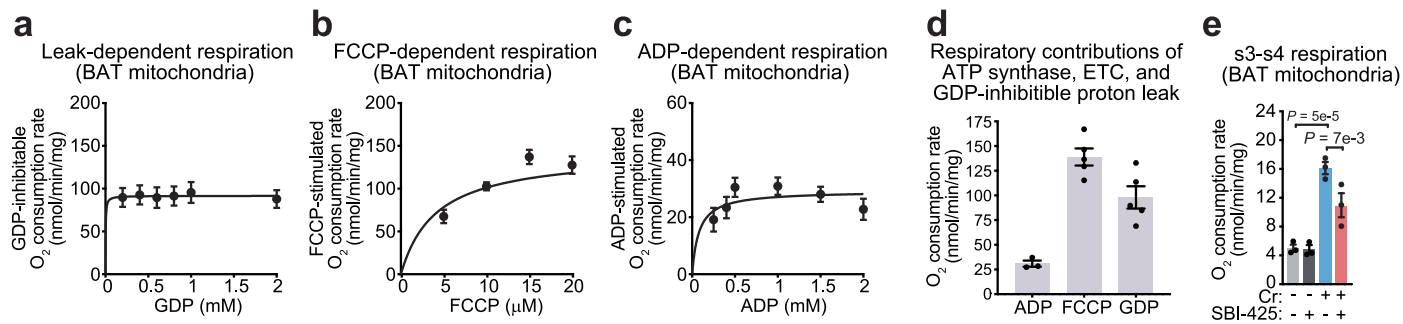 a
Leak-dependent respiration
(BAT mitochondria)
GDP-inhibitable
O2 consumption rate
(nmol/min/mg)
200
150
100
50
0
0 0.5 1 1.5 2
GDP (mM)
b
FCCP-dependent respiration
(BAT mitochondria)
FCCP-stimulated
O2 consumption rate
(nmol/min/mg)
200
150
100
50
0
0 5 10 15 20
FCCP (μM)
c
ADP-dependent respiration
(BAT mitochondria)
ADP-stimulated
O2 consumption rate
(nmol/min/mg)
60
40
20
0
0 0.5 1 1.5 2
ADP (mM)
d
Respiratory contributions of
ATP synthase, ETC, and
GDP-inhibitible proton leak
O2 consumption rate
(nmol/min/mg)
175
150
125
100
75
50
25
0
ADP FCCP GDP
e
s3-s4 respiration
(BAT mitochondria)
O2 consumption rate
(nmol/min/mg)
24
20
16
12
8
4
0
P = 5e-5
P = 7e-3
Cr: - - + +
SBI-425: - + - +